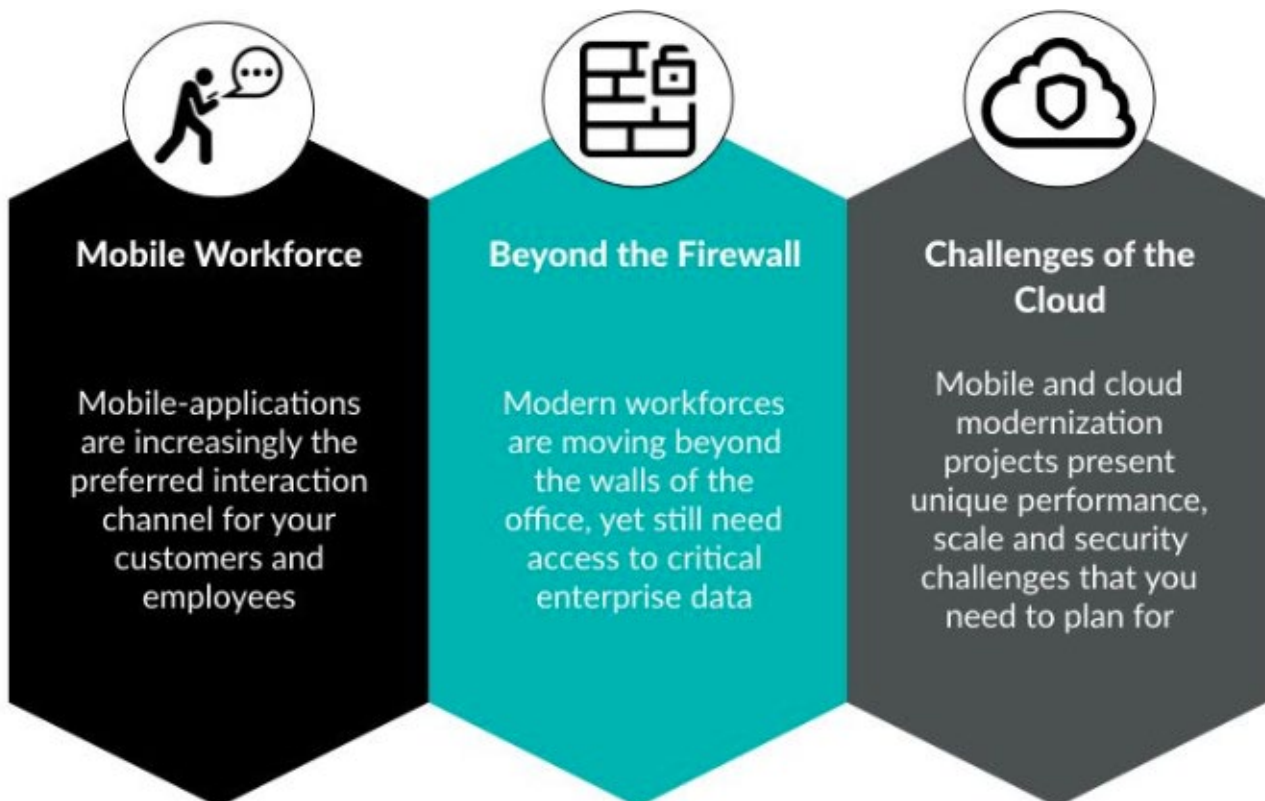 Mobile Workforce
Mobile-applications
are increasingly the
preferred interaction
channel for your
customers and
employees
Beyond the Firewall
Modern workforces
are moving beyond
the walls of the
office, yet still need
access to critical
enterprise data
Challenges of the
Cloud
Mobile and cloud
modernization
projects present
unique performance,
scale and security
challenges that you
need to plan for